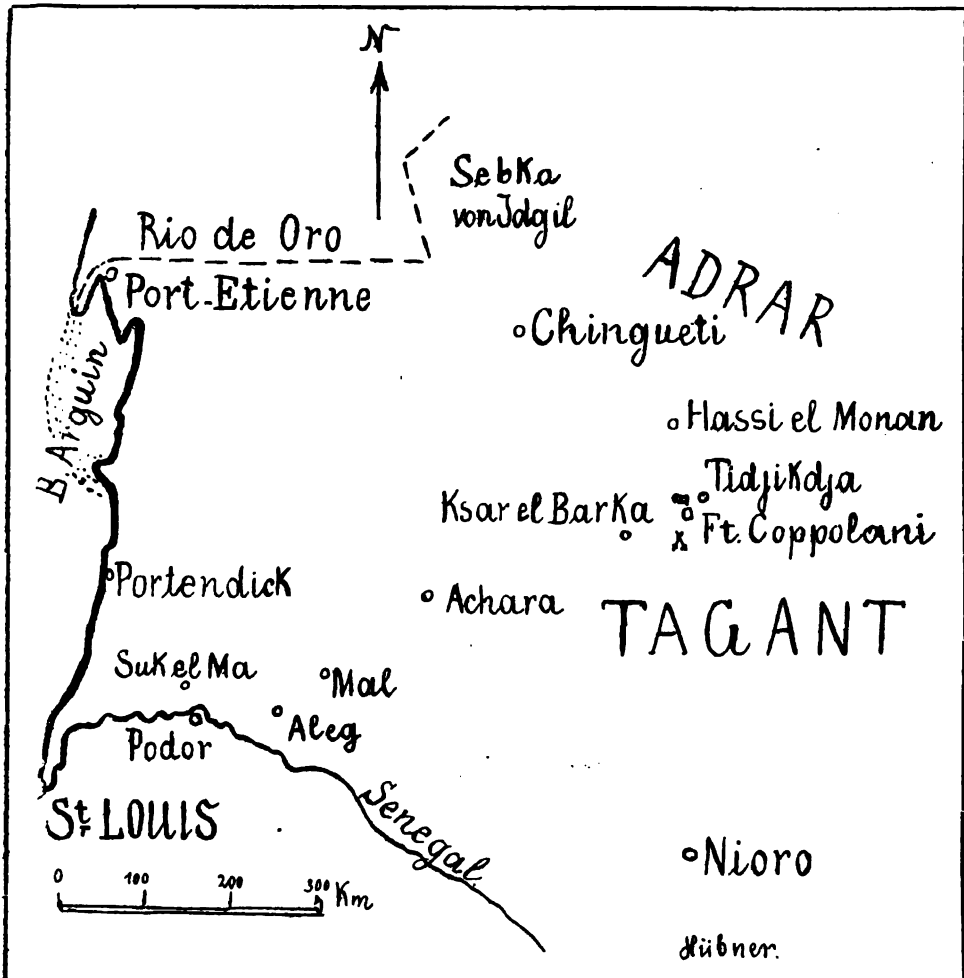 N
Sebka
von Idgil
Rio de Oro
ADRAR
Port-Etienne
Chingueti
B. Arguin
Hassi el Monan
Tidjikdja
Ksar el Barka
Ft. Coppolani
Portendick
Achara
TAGANT
Suk el Ma
Mal
Aleg
Podor
Senegal
St. LOUIS
Nioro
0 100 200 300 Km
Hübner.